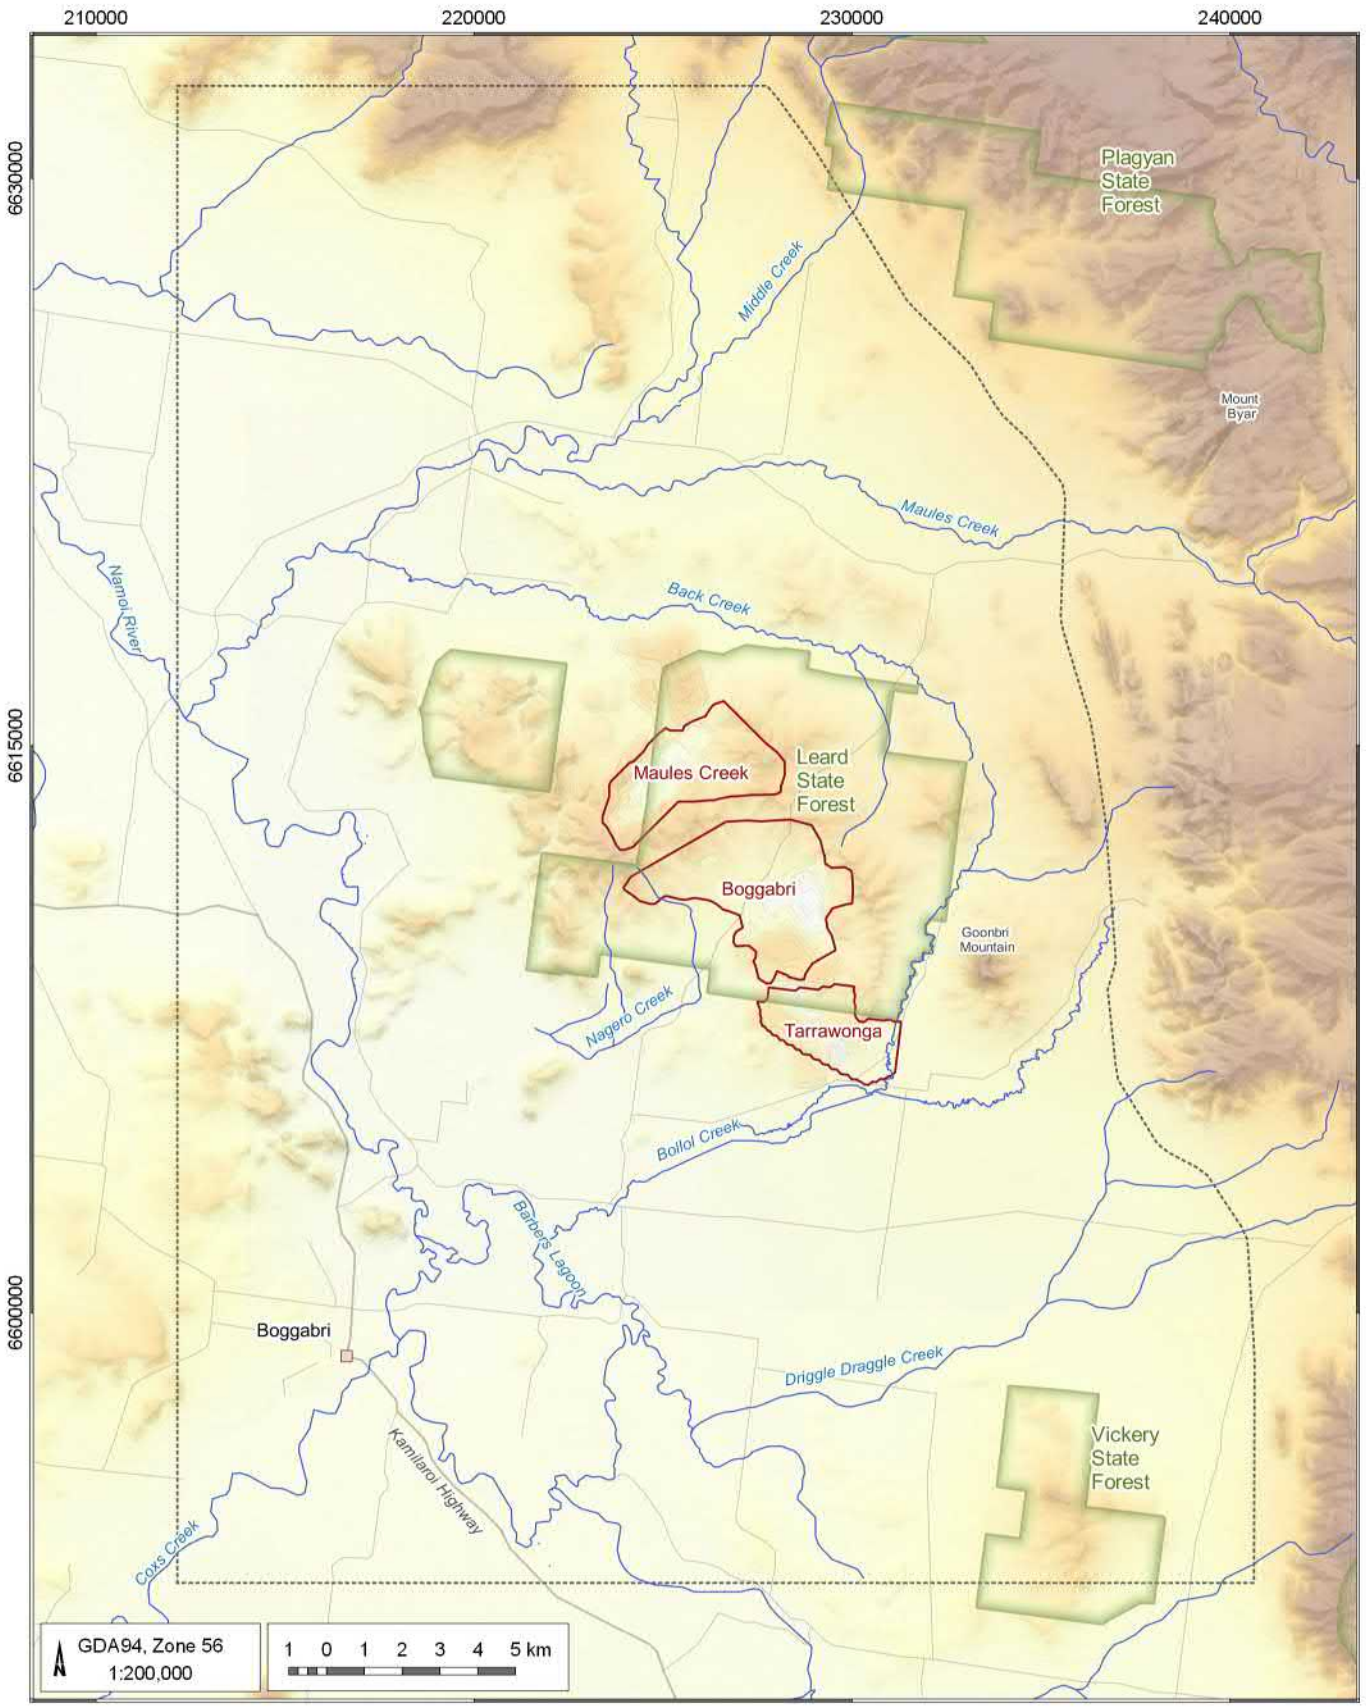 210000 220000 230000 240000
6630000
6615000
6600000
Plagyan
State
Forest
Middle Creek
Mount
Byar
Maules Creek
Namoi River
Back Creek
Maules Creek
Leard
State
Forest
Boggabri
Goonbri
Mountain
Nagero Creek
Tarrawonga
Bollol Creek
Barbers Lagoon
Boggabri
Driggle Draggle Creek
Kamilaroi Highway
Vickery
State
Forest
Coxs Creek
GDA94, Zone 56
1:200,000
1 0 1 2 3 4 5 km